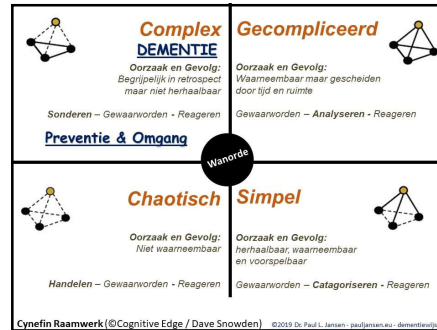 Complex
DEMENTIE
Oorzaak en Gevolg:
Begrijpelijk in retrospect
maar niet herhaalbaar
Sonderen – Gewaarworden - Reageren
Preventie & Omgang
Gecompliceerd
Oorzaak en Gevolg:
Waarneembaar maar gescheiden
door tijd en ruimte
Gewaarworden – Analyseren - Reageren
Wanorde
Chaotisch
Oorzaak en Gevolg:
Niet waarneembaar
Handelen – Gewaarworden - Reageren
Simpel
Oorzaak en Gevolg:
herhaalbaar, waarneembaar
en voorspelbaar
Gewaarworden – Catagoriseren - Reageren
Cynefin Raamwerk (©Cognitive Edge / Dave Snowden)
©2019 Dr. Paul L. Jansen - pauljansen.eu - dementiewijs